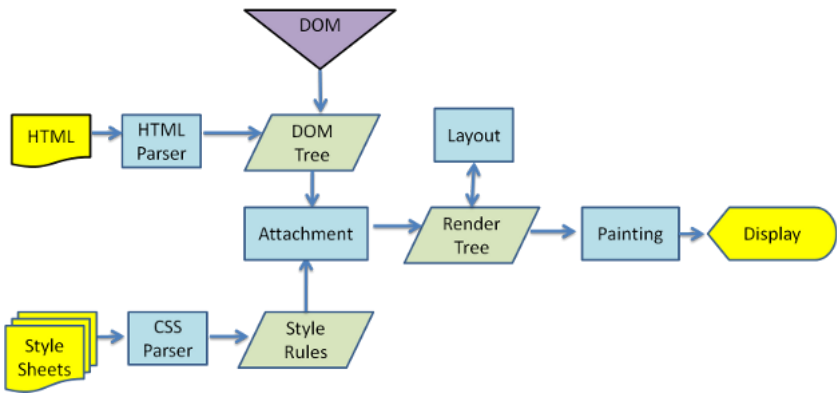 DOM
HTML
HTML
Parser
DOM
Tree
Layout
Attachment
Render
Tree
Painting
Display
Style
Sheets
CSS
Parser
Style
Rules